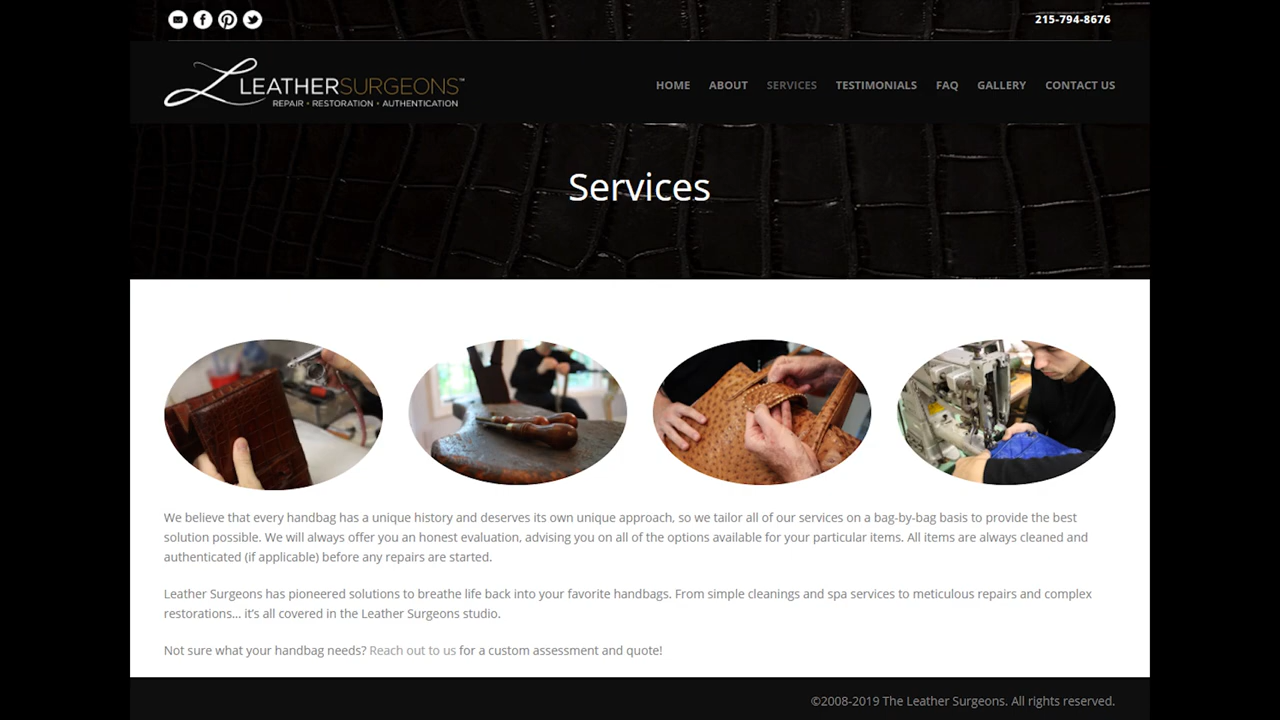 215-794-8676
LEATHERSURGEONS™
REPAIR • RESTORATION • AUTHENTICATION
HOME ABOUT SERVICES TESTIMONIALS FAQ GALLERY CONTACT US
Services
We believe that every handbag has a unique history and deserves its own unique approach, so we tailor all of our services on a bag-by-bag basis to provide the best
solution possible. We will always offer you an honest evaluation, advising you on all of the options available for your particular items. All items are always cleaned and
authenticated (if applicable) before any repairs are started.
Leather Surgeons has pioneered solutions to breathe life back into your favorite handbags. From simple cleanings and spa services to meticulous repairs and complex
restorations... it's all covered in the Leather Surgeons studio.
Not sure what your handbag needs? Reach out to us for a custom assessment and quote!
©2008-2019 The Leather Surgeons. All rights reserved.